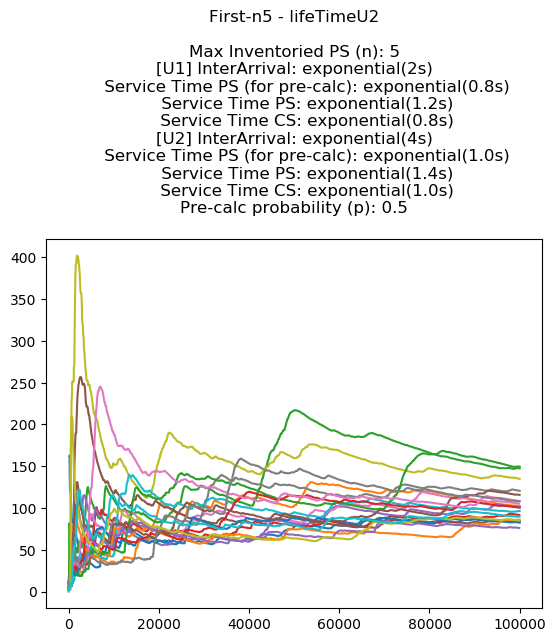 First-n5 - lifeTimeU2
Max Inventoried PS (n): 5
[U1] InterArrival: exponential(2s)
Service Time PS (for pre-calc): exponential(0.8s)
Service Time PS: exponential(1.2s)
Service Time CS: exponential(0.8s)
[U2] InterArrival: exponential(4s)
Service Time PS (for pre-calc): exponential(1.0s)
Service Time PS: exponential(1.4s)
Service Time CS: exponential(1.0s)
Pre-calc probability (p): 0.5
400
350
300
250
200
150
100
50
0
0 20000 40000 60000 80000 100000